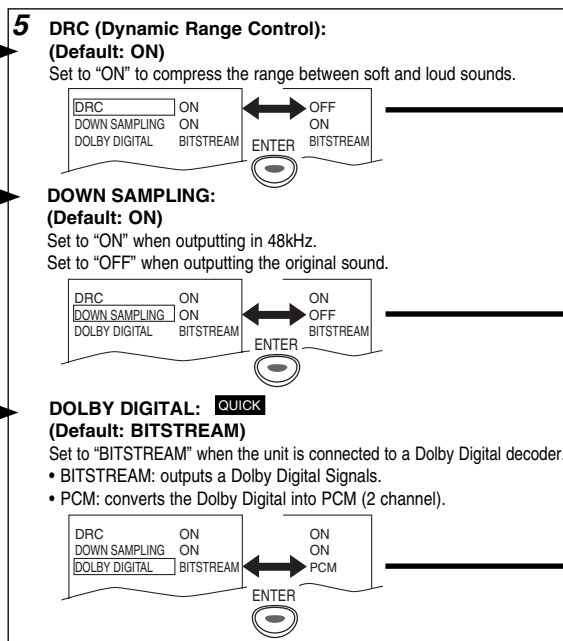 5 DRC (Dynamic Range Control):
(Default: ON)
Set to “ON” to compress the range between soft and loud sounds.
DRC ON OFF
DOWN SAMPLING ON ON
DOLBY DIGITAL BITSTREAM BITSTREAM
ENTER
DOWN SAMPLING:
(Default: ON)
Set to “ON” when outputting in 48kHz.
Set to “OFF” when outputting the original sound.
DRC ON ON
DOWN SAMPLING ON OFF
DOLBY DIGITAL BITSTREAM BITSTREAM
ENTER
DOLBY DIGITAL: QUICK
(Default: BITSTREAM)
Set to “BITSTREAM” when the unit is connected to a Dolby Digital decoder.
• BITSTREAM: outputs a Dolby Digital Signals.
• PCM: converts the Dolby Digital into PCM (2 channel).
DRC ON ON
DOWN SAMPLING ON ON
DOLBY DIGITAL BITSTREAM PCM
ENTER